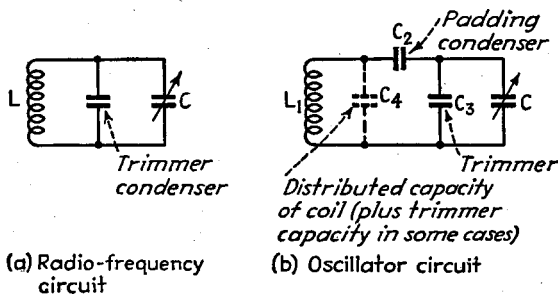 L
C
Trimmer
condenser
(a) Radio-frequency
circuit
C2
Padding
condenser
L1
C4
C3
C
Trimmer
Distributed capacity
of coil (plus trimmer
capacity in some cases)
(b) Oscillator circuit